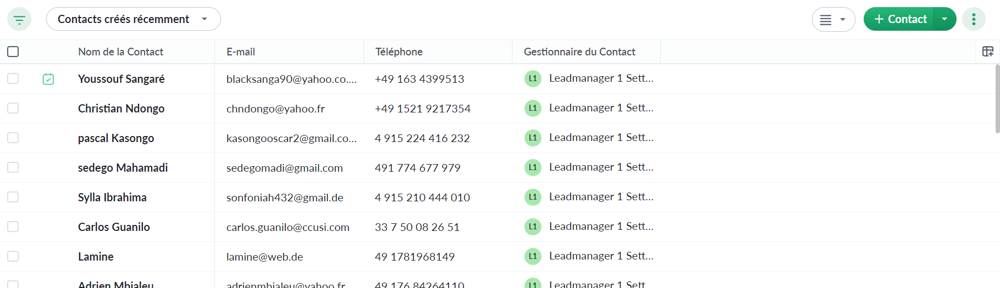 Contacts créés récemment
+ Contact
Nom de la Contact E-mail Téléphone Gestionnaire du Contact
Youssouf Sangaré blacksanga90@yahoo.co.... +49 163 4399513 L1 Leadmanager 1 Sett...
Christian Ndongo chndongo@yahoo.fr +49 1521 9217354 L1 Leadmanager 1 Sett...
pascal Kasongo kasongooscar2@gmail.co... 4 915 224 416 232 L1 Leadmanager 1 Sett...
sedego Mahamadi sedegomadi@gmail.com 491 774 677 979 L1 Leadmanager 1 Sett...
Sylla Ibrahima sonfoniah432@gmail.de 4 915 210 444 010 L1 Leadmanager 1 Sett...
Carlos Guanilo carlos.guanilo@ccusi.com 33 7 50 08 26 51 L1 Leadmanager 1 Sett...
Lamine lamine@web.de 49 1781968149 L1 Leadmanager 1 Sett...
Adrien Mbialeu adrienmbialeu@yahoo.fr 49 176 84264110 L1 Leadmanager 1 Sett...